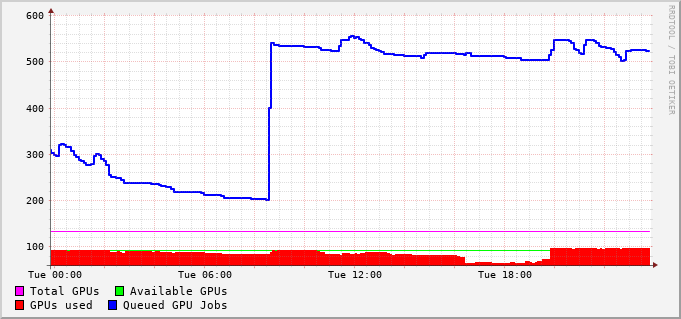 600
500
400
300
200
100
Tue 00:00 Tue 06:00 Tue 12:00 Tue 18:00
Total GPUs Available GPUs
GPUs used Queued GPU Jobs
RRDTOOL / TOBI OETIKER